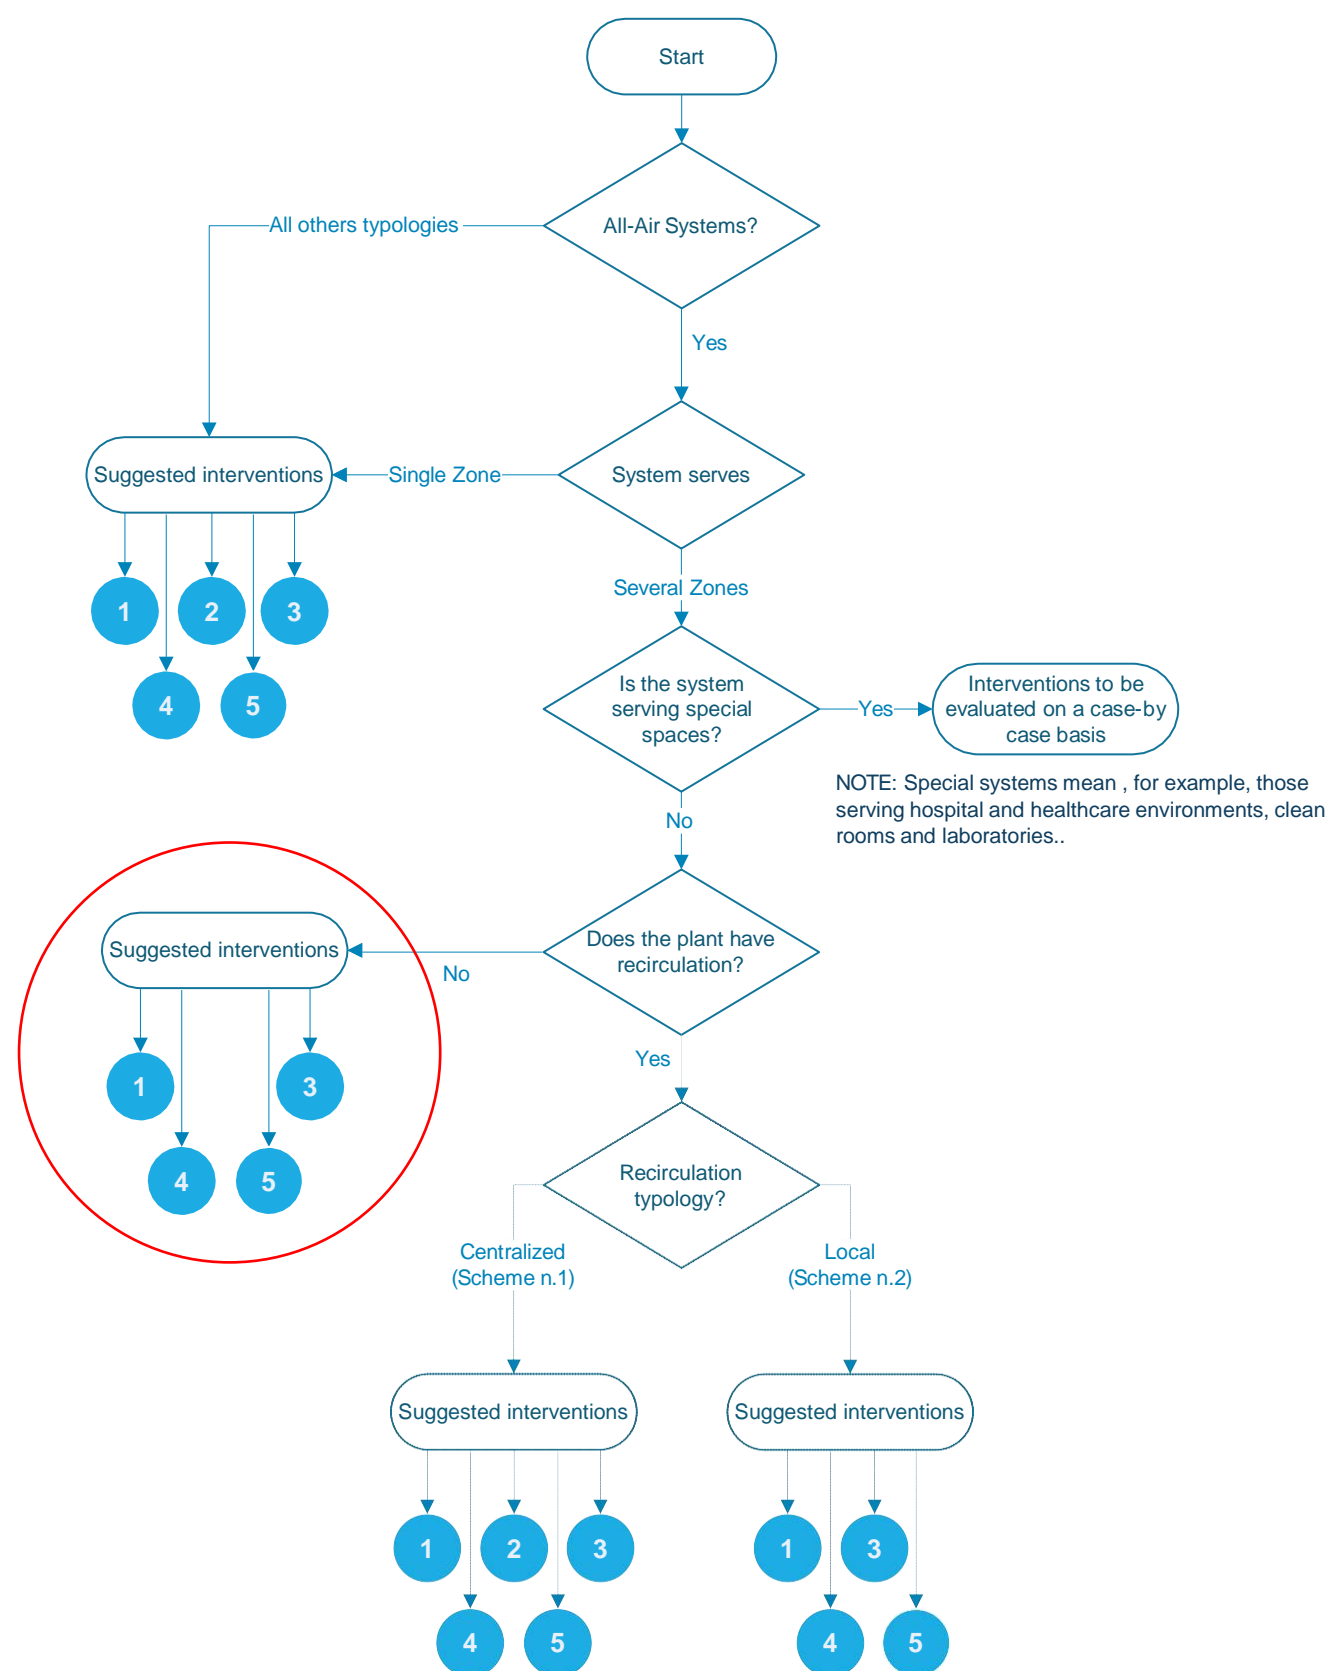 Start
All-Air Systems?
All others typologies
Yes
System serves
Single Zone
Suggested interventions
1
2
3
4
5
Several Zones
Is the system
serving special
spaces?
Yes
Interventions to be
evaluated on a case-by
case basis
NOTE: Special systems mean , for example, those
serving hospital and healthcare environments, clean
rooms and laboratories..
No
Does the plant have
recirculation?
No
Suggested interventions
1
3
4
5
Yes
Recirculation
typology?
Centralized
(Scheme n.1)
Local
(Scheme n.2)
Suggested interventions
1
2
3
4
5
Suggested interventions
1
3
4
5